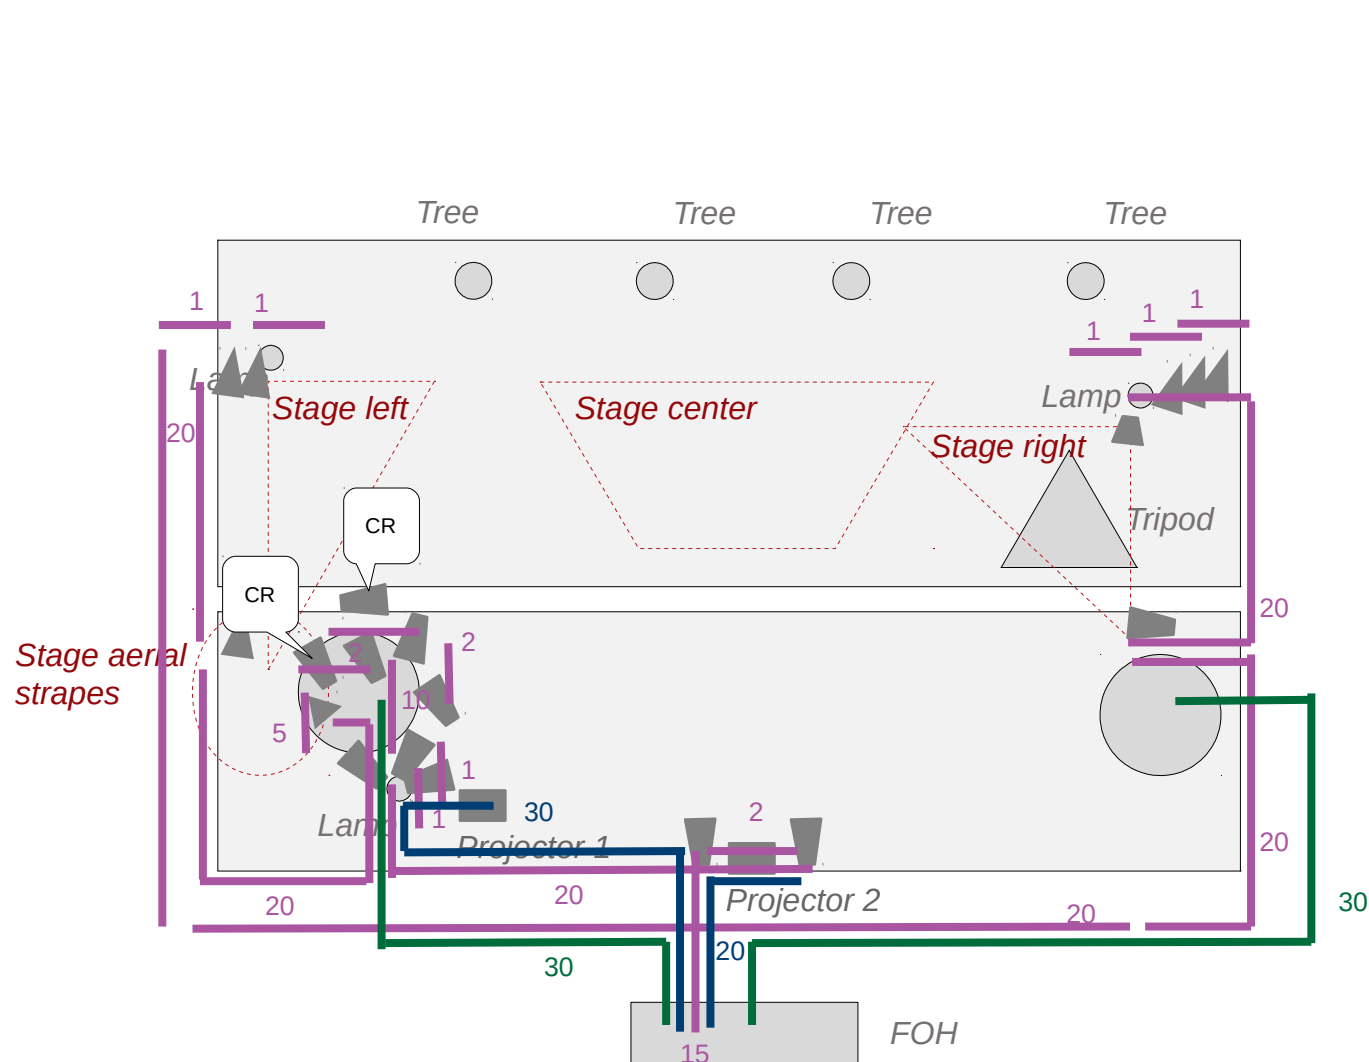 Tree Tree Tree Tree
1 1 1 1 1
Lamp
20
Stage left
Stage center
Lamp
Stage right
CR
Tripod
CR
20
Stage aerial
strapes
2
2
10
5
1
30
1
2
Lamp
Projector 1
20
20
20
Projector 2
20
30
30
20
FOH
15